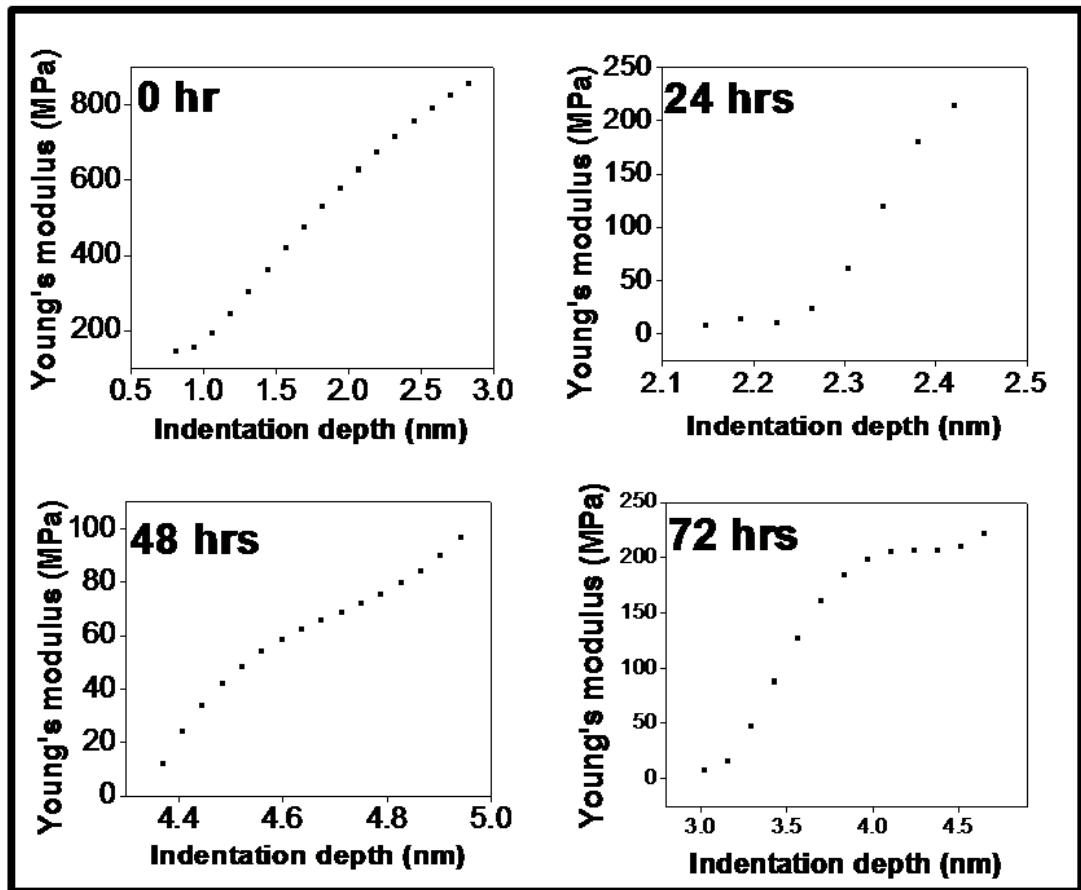 0 hr
Young's modulus (MPa)
800
600
400
200
0.5 1.0 1.5 2.0 2.5 3.0
Indentation depth (nm)
24 hrs
Young's modulus (MPa)
250
200
150
100
50
0
2.1 2.2 2.3 2.4 2.5
Indentation depth (nm)
48 hrs
Young's modulus (MPa)
100
80
60
40
20
0
4.4 4.6 4.8 5.0
Indentation depth (nm)
72 hrs
Young's modulus (MPa)
250
200
150
100
50
0
3.0 3.5 4.0 4.5
Indentation depth (nm)